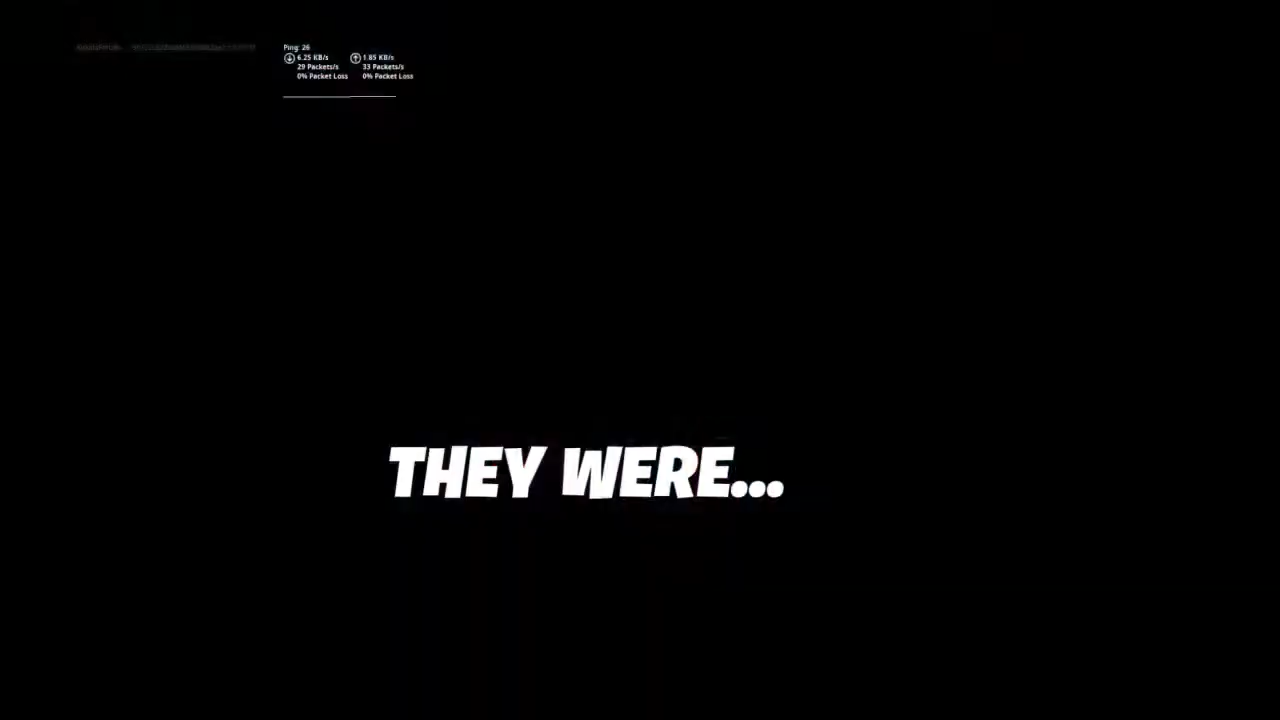 Ping: 26
6.25 KB/s 1.85 KB/s
29 Packets/s 33 Packets/s
0% Packet Loss 0% Packet Loss
THEY WERE...